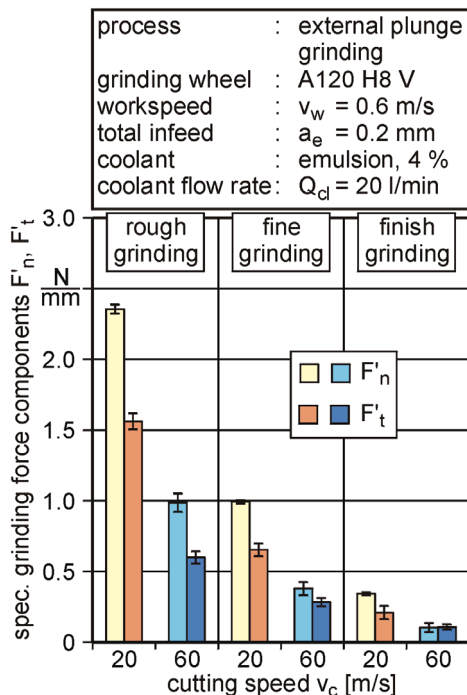 process : external plunge
grinding
grinding wheel : A120 H8 V
workspeed : v_w = 0.6 m/s
total infeed : a_e = 0.2 mm
coolant : emulsion, 4 %
coolant flow rate : Q_cl = 20 l/min
spec. grinding force components F'n, F't
3.0
N
mm
2.0
1.5
1.0
0.5
0
rough
grinding
fine
grinding
finish
grinding
F'n
F't
20 60 20 60 20 60
cutting speed v_c [m/s]